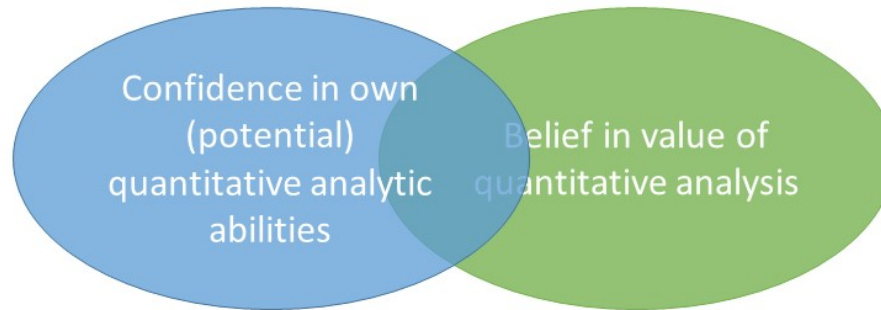 Confidence in own
(potential)
quantitative analytic
abilities
Belief in value of
quantitative analysis